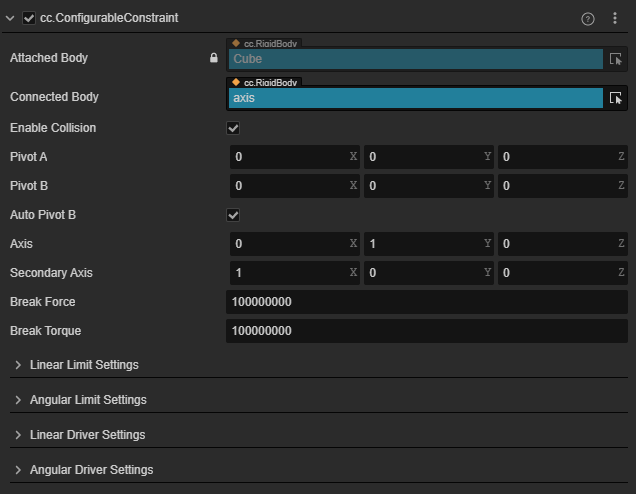 cc.ConfigurableConstraint
cc.RigidBody
Attached Body Cube
cc.RigidBody
Connected Body axis
Enable Collision
Pivot A 0 X 0 Y 0 Z
Pivot B 0 X 0 Y 0 Z
Auto Pivot B
Axis 0 X 1 Y 0 Z
Secondary Axis 1 X 0 Y 0 Z
Break Force 100000000
Break Torque 100000000
Linear Limit Settings
Angular Limit Settings
Linear Driver Settings
Angular Driver Settings